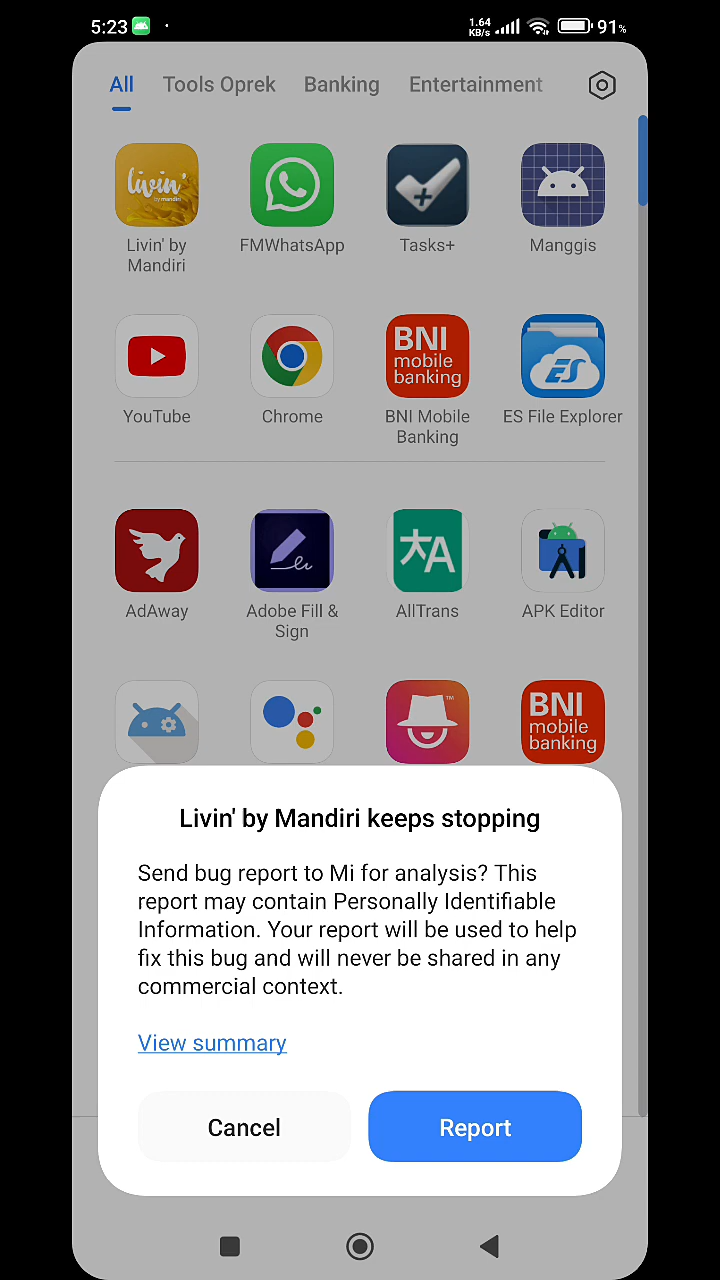 5:23
1.64
KB/s
91%
All Tools Oprek Banking Entertainment
livin'
by mandiri
Livin' by
Mandiri
FMWhatsApp
Tasks+
Manggis
BNI
mobile
banking
ES
YouTube
Chrome
BNI Mobile
Banking
ES File Explorer
文A
AdAway
Adobe Fill &
Sign
AllTrans
APK Editor
TM
BNI
mobile
banking
Livin' by Mandiri keeps stopping
Send bug report to Mi for analysis? This
report may contain Personally Identifiable
Information. Your report will be used to help
fix this bug and will never be shared in any
commercial context.
View summary
Cancel
Report